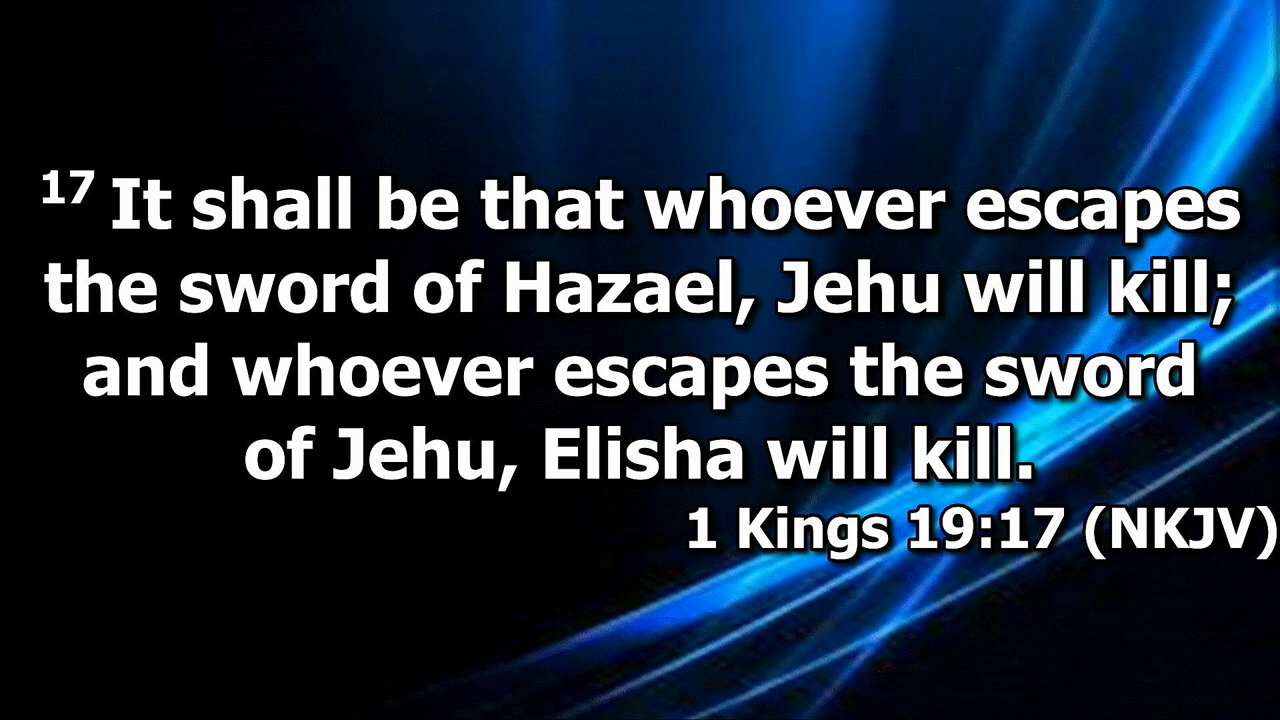 17 It shall be that whoever escapes
the sword of Hazael, Jehu will kill;
and whoever escapes the sword
of Jehu, Elisha will kill.
1 Kings 19:17 (NKJV)